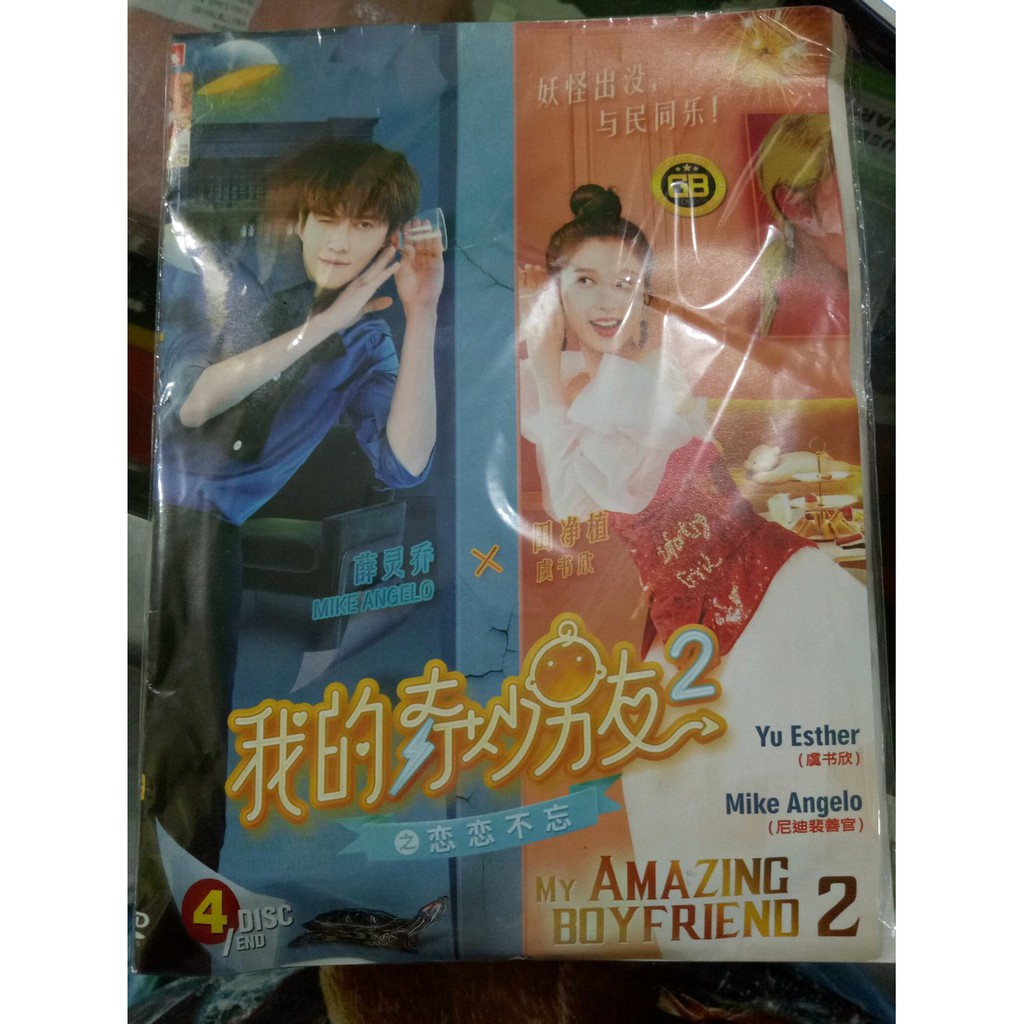 妖怪出没,
与民同乐!
6B
薛灵乔
MIKE ANGELO
×
田净植
虞书欣
我的奇妙男友2
之恋恋不忘
Yu Esther
(虞书欣)
Mike Angelo
(尼迪裴善官)
MY AMAZING
BOYFRIEND 2
4/DISC
END